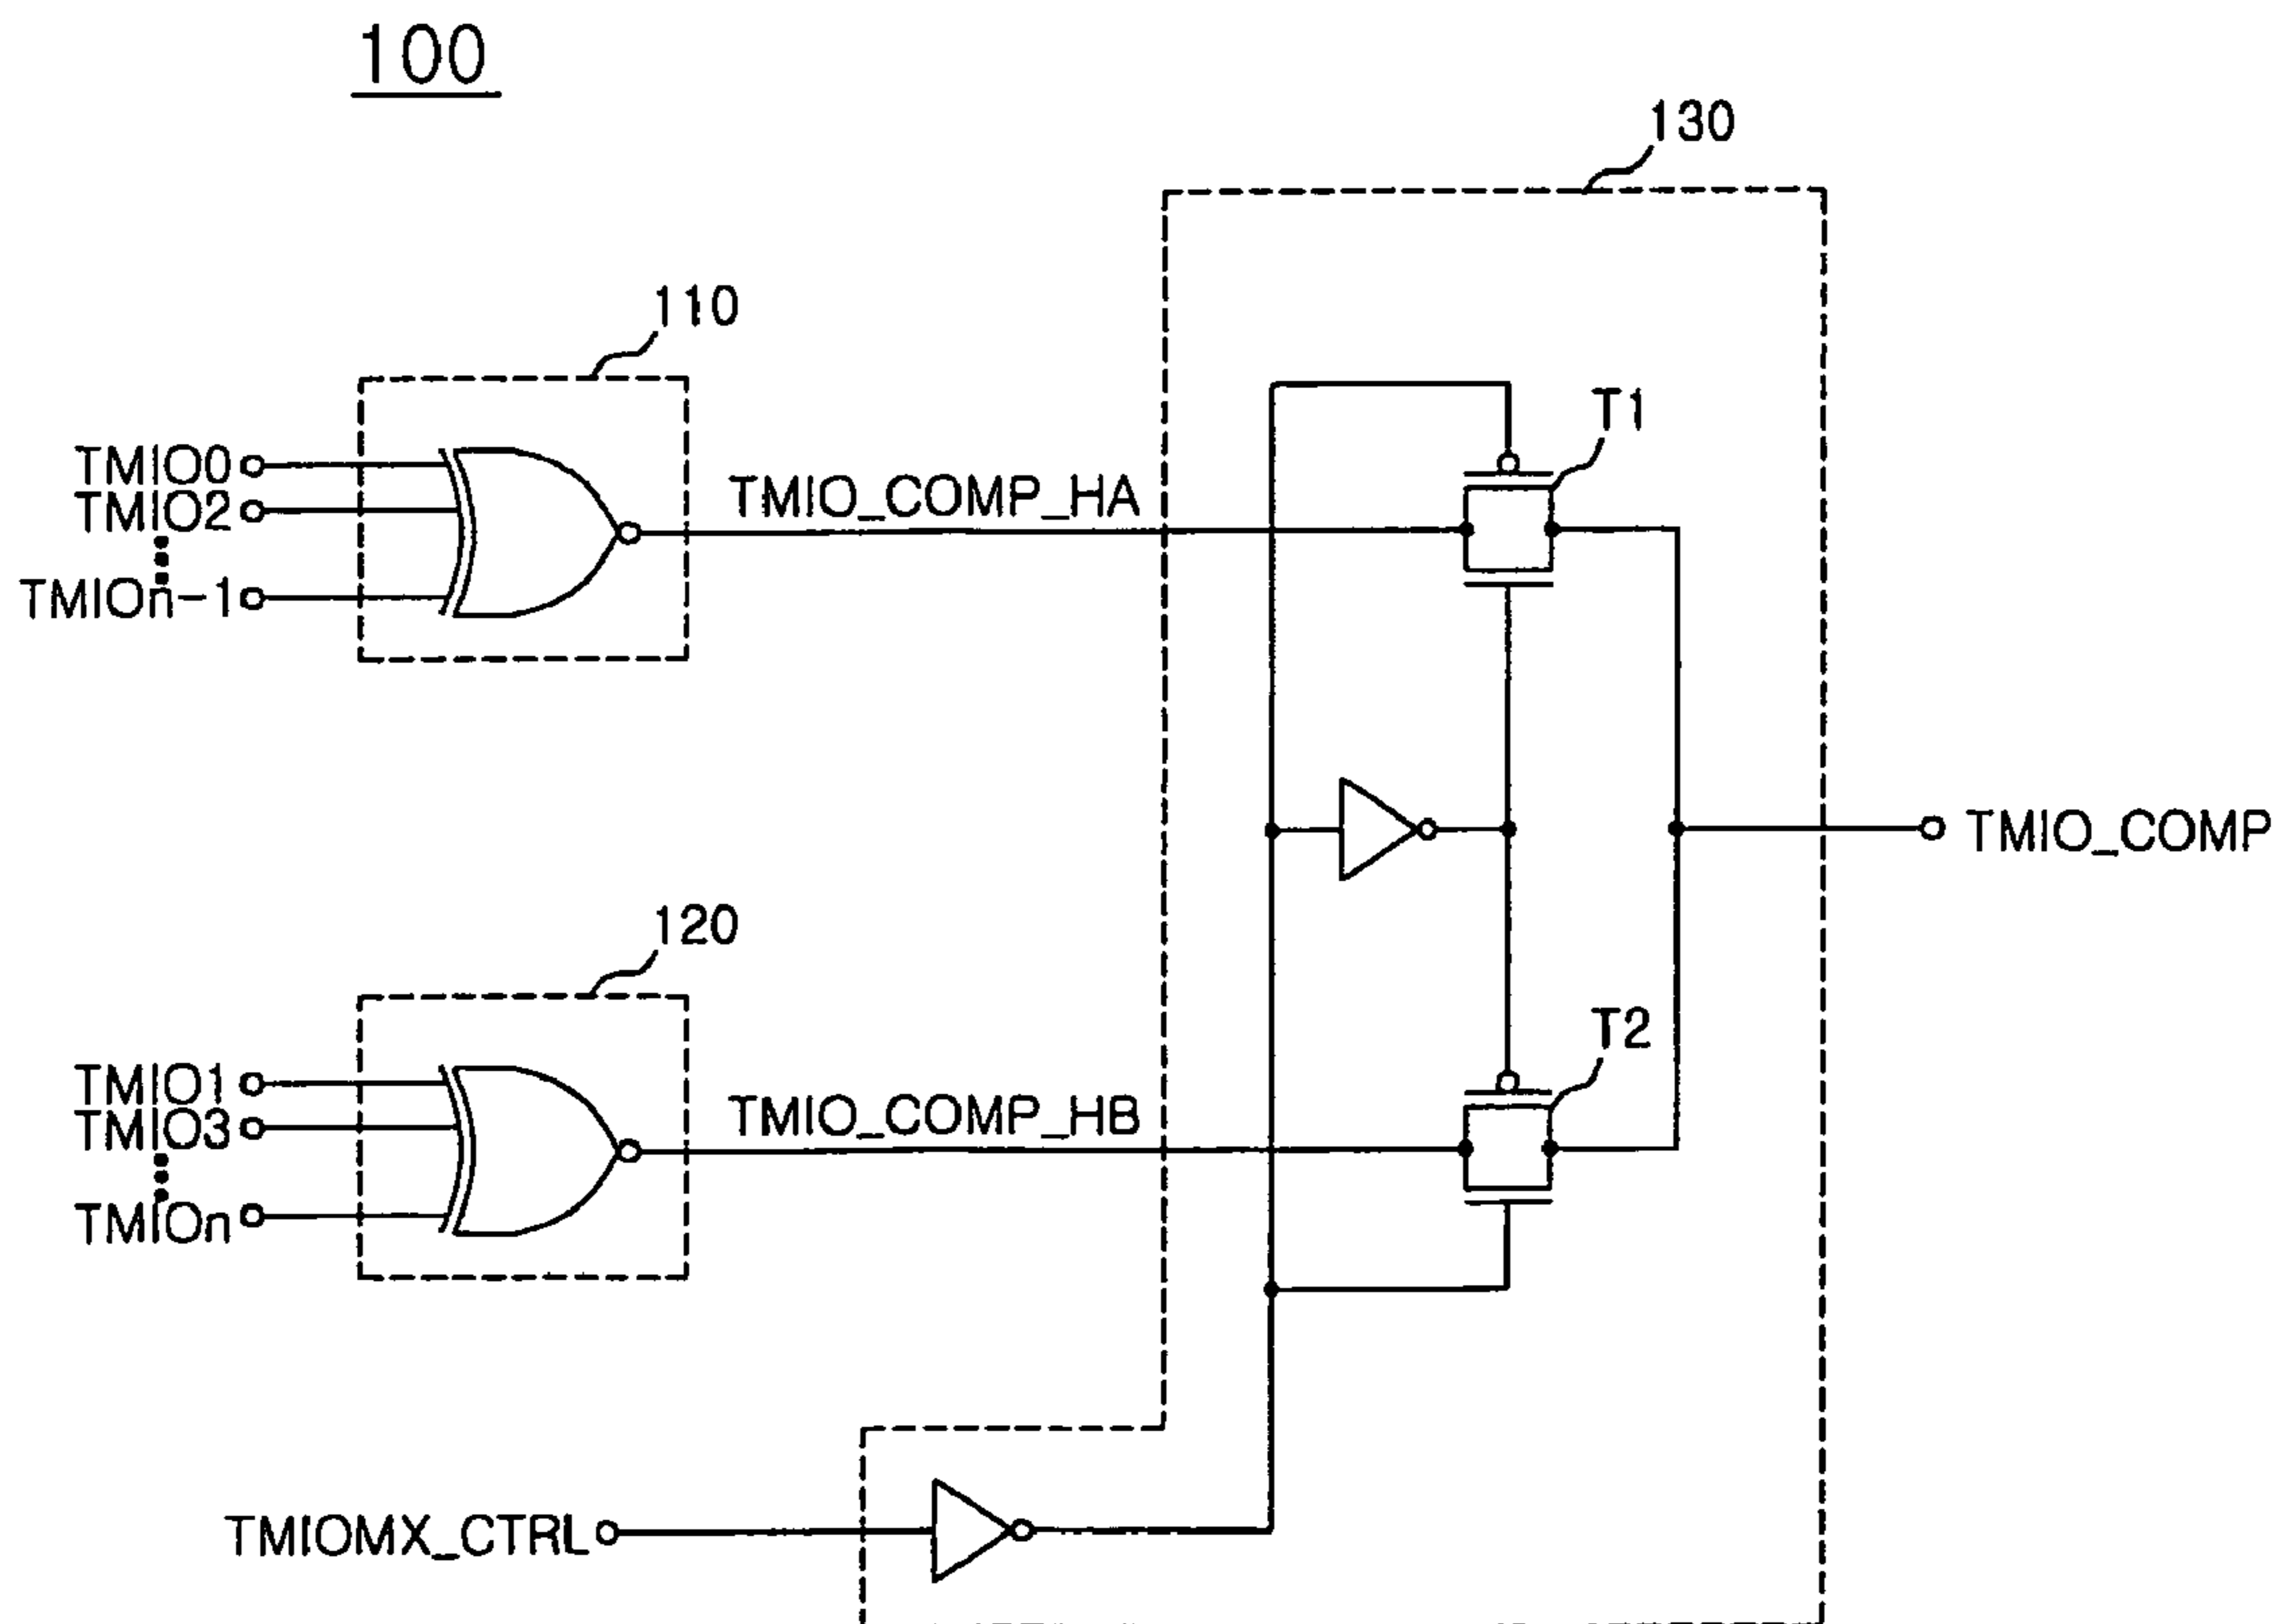 100
130
110
T1
TMIO0
TMIO2
TMIOn-1
TMIO_COMP_HA
TMIO_COMP
120
T2
TMIO1
TMIO3
TMIOn
TMIO_COMP_HB
TMIOMX_CTRL